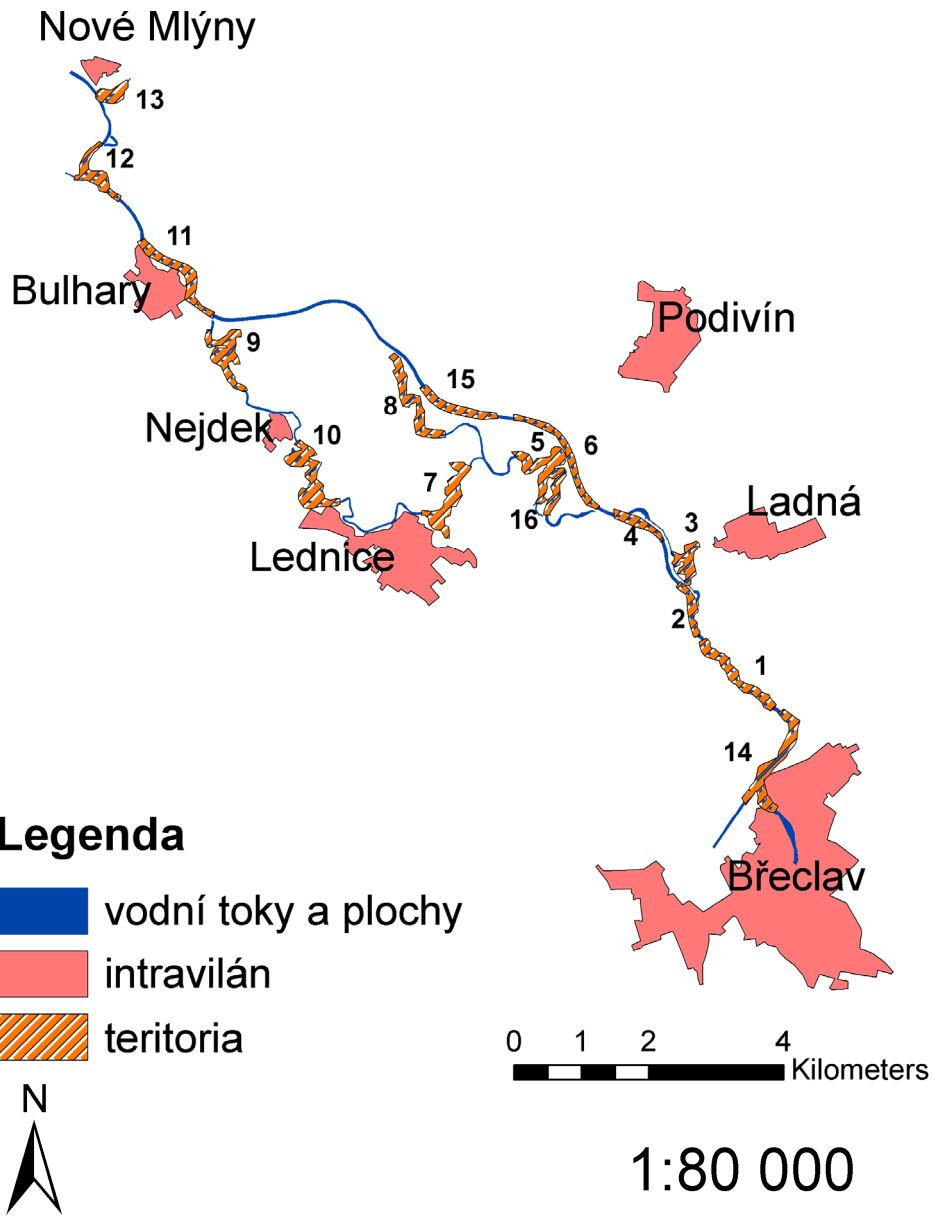 Nové Mlýny
13
12
11
Bulhary
Podivín
9
15
8
Nejdek
10
5
6
7
Ladná
16
4
3
Lednice
2
1
14
Legenda
Břeclav
vodní toky a plochy
intravilán
teritoria
0 1 2 4
Kilometers
N
1:80 000